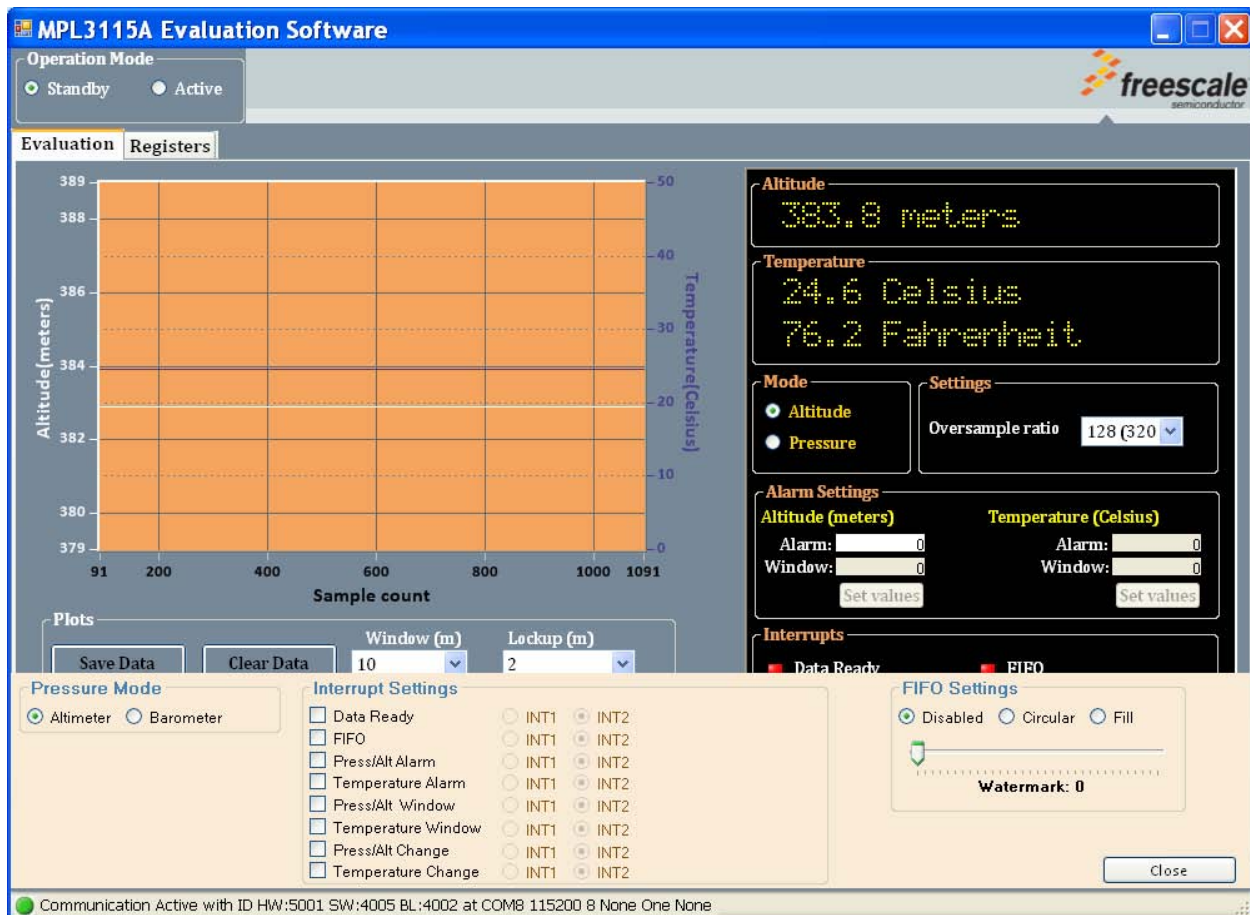 MPL3115A Evaluation Software
Operation Mode
Standby Active
freescale
semiconductor
Evaluation Registers
389
388
386
384
382
380
379
Altitude(meters)
50
40
30
20
10
0
Temperature(Celsius)
91 200 400 600 800 1000 1091
Sample count
Plots
Window (m) Lockup (m)
Save Data Clear Data 10 2
Altitude
383.8 meters
Temperature
24.6 Celsius
76.2 Fahrenheit
Mode
Altitude
Pressure
Settings
Oversample ratio 128 (320
Alarm Settings
Altitude (meters) Temperature (Celsius)
Alarm: 0 Alarm: 0
Window: 0 Window: 0
Set values Set values
Interrupts
Data Ready FIFO
Pressure Mode
Altimeter Barometer
Interrupt Settings
Data Ready INT1 INT2
FIFO INT1 INT2
Press/Alt Alarm INT1 INT2
Temperature Alarm INT1 INT2
Press/Alt Window INT1 INT2
Temperature Window INT1 INT2
Press/Alt Change INT1 INT2
Temperature Change INT1 INT2
FIFO Settings
Disabled Circular Fill
Watermark: 0
Close
Communication Active with ID HW:5001 SW:4005 BL:4002 at COM8 115200 8 None One None